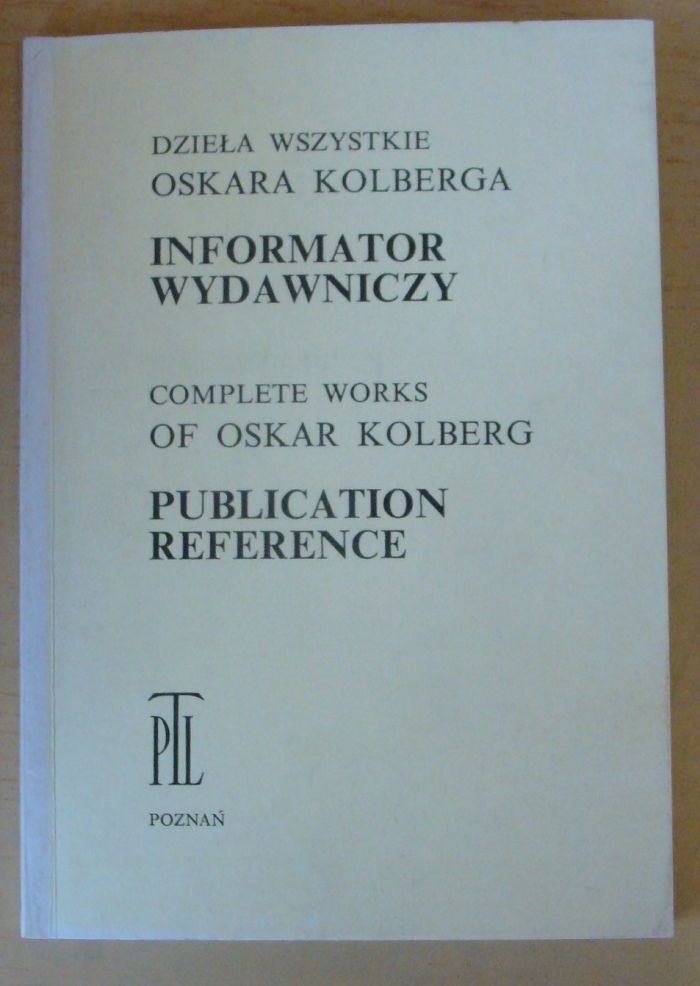 DZIEŁA WSZYSTKIE
OSKARA KOLBERGA
INFORMATOR
WYDAWNICZY
COMPLETE WORKS
OF OSKAR KOLBERG
PUBLICATION
REFERENCE
PTL
POZNAŃ